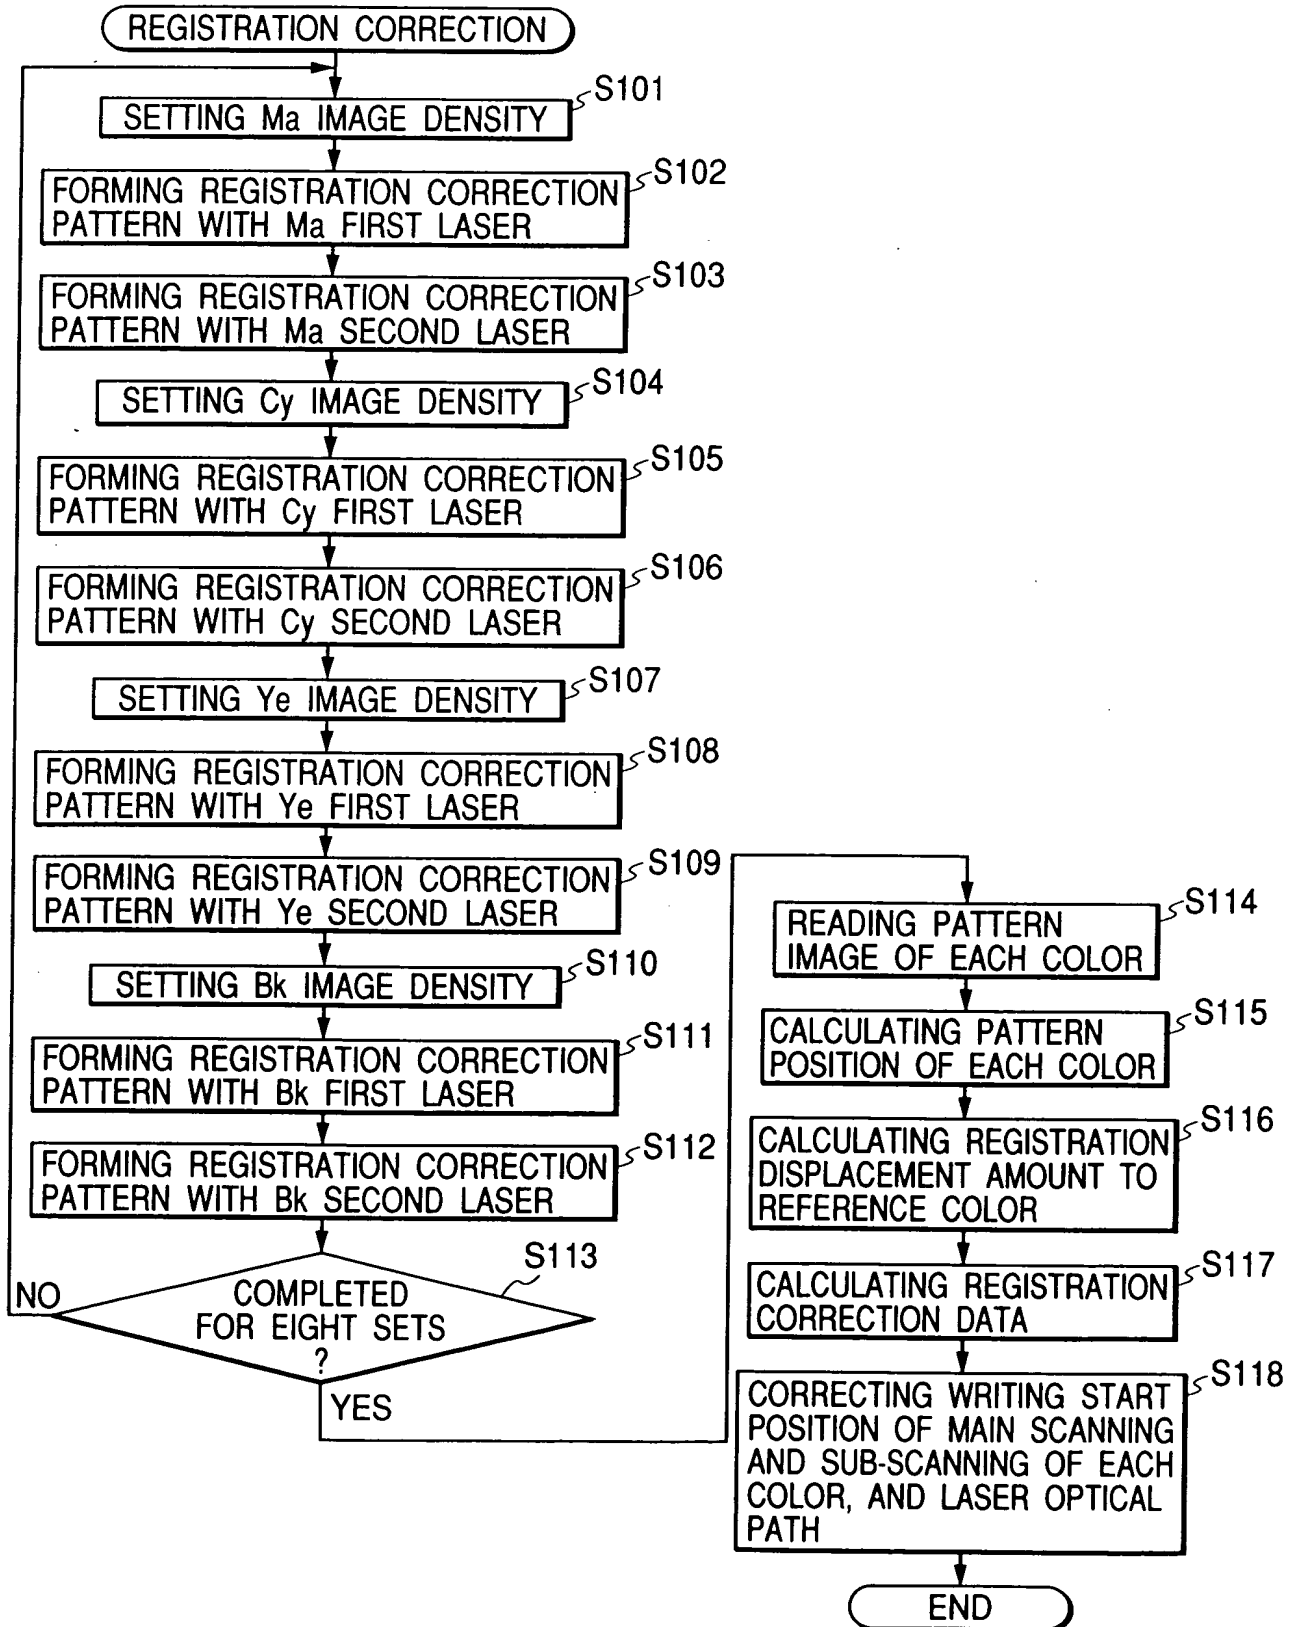 REGISTRATION CORRECTION
S101
SETTING Ma IMAGE DENSITY
S102
FORMING REGISTRATION CORRECTION
PATTERN WITH Ma FIRST LASER
S103
FORMING REGISTRATION CORRECTION
PATTERN WITH Ma SECOND LASER
S104
SETTING Cy IMAGE DENSITY
S105
FORMING REGISTRATION CORRECTION
PATTERN WITH Cy FIRST LASER
S106
FORMING REGISTRATION CORRECTION
PATTERN WITH Cy SECOND LASER
S107
SETTING Ye IMAGE DENSITY
S108
FORMING REGISTRATION CORRECTION
PATTERN WITH Ye FIRST LASER
S109
FORMING REGISTRATION CORRECTION
PATTERN WITH Ye SECOND LASER
S110
SETTING Bk IMAGE DENSITY
S111
FORMING REGISTRATION CORRECTION
PATTERN WITH Bk FIRST LASER
S112
FORMING REGISTRATION CORRECTION
PATTERN WITH Bk SECOND LASER
S113
NO
COMPLETED
FOR EIGHT SETS
?
YES
S114
READING PATTERN
IMAGE OF EACH COLOR
S115
CALCULATING PATTERN
POSITION OF EACH COLOR
S116
CALCULATING REGISTRATION
DISPLACEMENT AMOUNT TO
REFERENCE COLOR
S117
CALCULATING REGISTRATION
CORRECTION DATA
S118
CORRECTING WRITING START
POSITION OF MAIN SCANNING
AND SUB-SCANNING OF EACH
COLOR, AND LASER OPTICAL
PATH
END